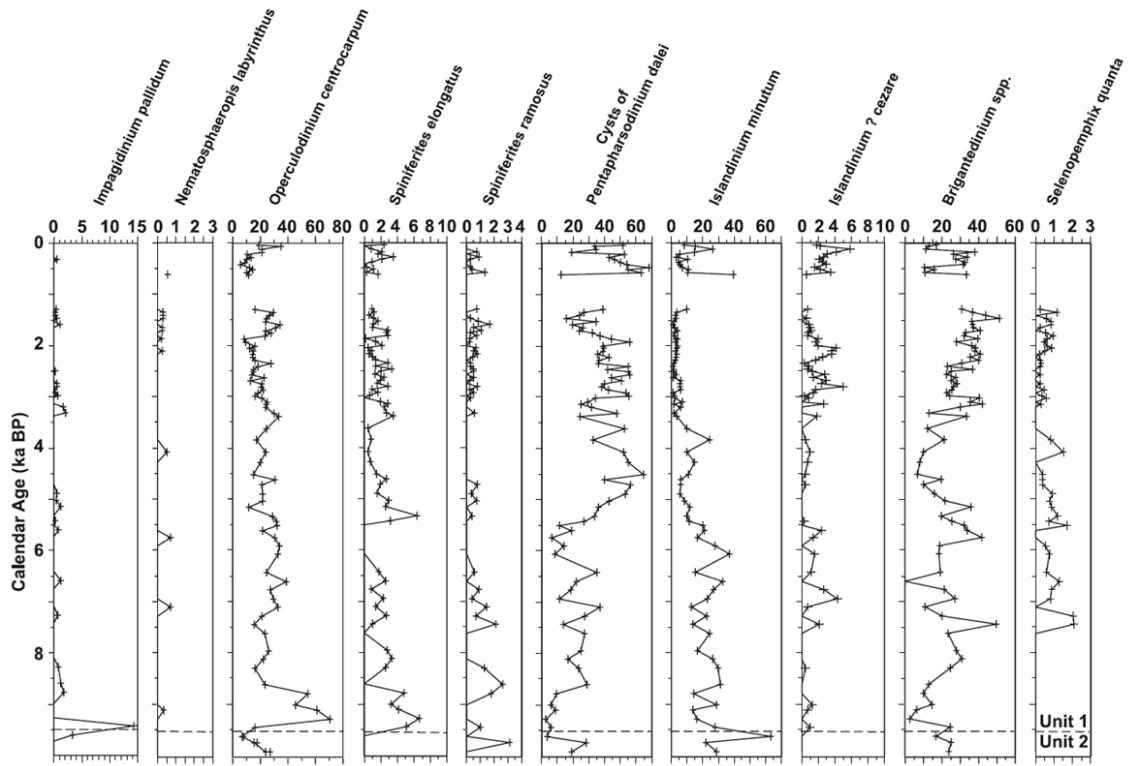 Impagidinium pallidum
Nematosphaeropis labyrinthus
Operculodinium centrocarpum
Spiniferites elongatus
Spiniferites ramosus
Cysts of
Pentapharsodinium dalei
Islandinium minutum
Islandinium ? cezare
Brigantedinium spp.
Selenopemphix quanta
0 5 10 15 0 1 2 3 0 20 40 60 80 0 2 4 6 8 10 0 1 2 3 4 0 20 40 60 0 20 40 60 0 2 4 6 8 10 0 20 40 60 0 1 2 3
0
2
4
6
8
Calendar Age (ka BP)
Unit 1
Unit 2